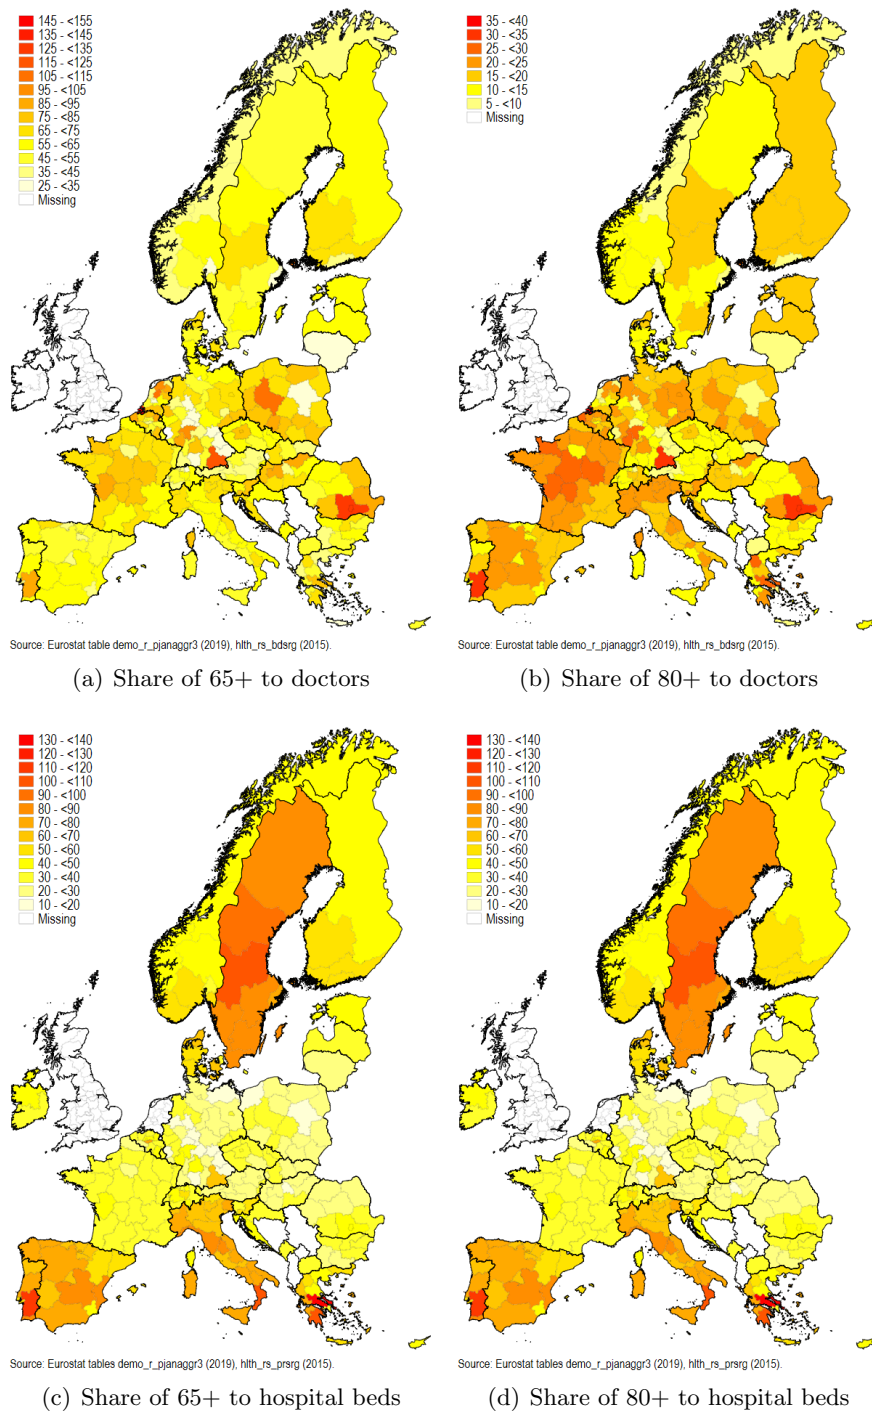 145 - <155
135 - <145
125 - <135
115 - <125
105 - <115
95 - <105
85 - <95
75 - <85
65 - <75
55 - <65
45 - <55
35 - <45
25 - <35
Missing
Source: Eurostat table demo_r_pjanaggr3 (2019), hlth_rs_bdsrg (2015).
(a) Share of 65+ to doctors
35 - <40
30 - <35
25 - <30
20 - <25
15 - <20
10 - <15
5 - <10
Missing
Source: Eurostat table demo_r_pjanaggr3 (2019), hlth_rs_bdsrg (2015).
(b) Share of 80+ to doctors
130 - <140
120 - <130
110 - <120
100 - <110
90 - <100
80 - <90
70 - <80
60 - <70
50 - <60
40 - <50
30 - <40
20 - <30
10 - <20
Missing
Source: Eurostat tables demo_r_pjanaggr3 (2019), hlth_rs_prsrg (2015).
(c) Share of 65+ to hospital beds
130 - <140
120 - <130
110 - <120
100 - <110
90 - <100
80 - <90
70 - <80
60 - <70
50 - <60
40 - <50
30 - <40
20 - <30
10 - <20
Missing
Source: Eurostat tables demo_r_pjanaggr3 (2019), hlth_rs_prsrg (2015).
(d) Share of 80+ to hospital beds